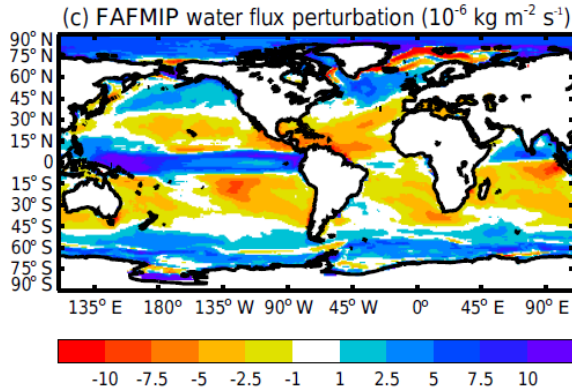 (c) FAFMIP water flux perturbation (10⁻⁶ kg m⁻² s⁻¹)
90° N
75° N
60° N
45° N
30° N
15° N
0
15° S
30° S
45° S
60° S
75° S
90° S
135° E 180° 135° W 90° W 45° W 0° 45° E 90° E
-10 -7.5 -5 -2.5 -1 1 2.5 5 7.5 10